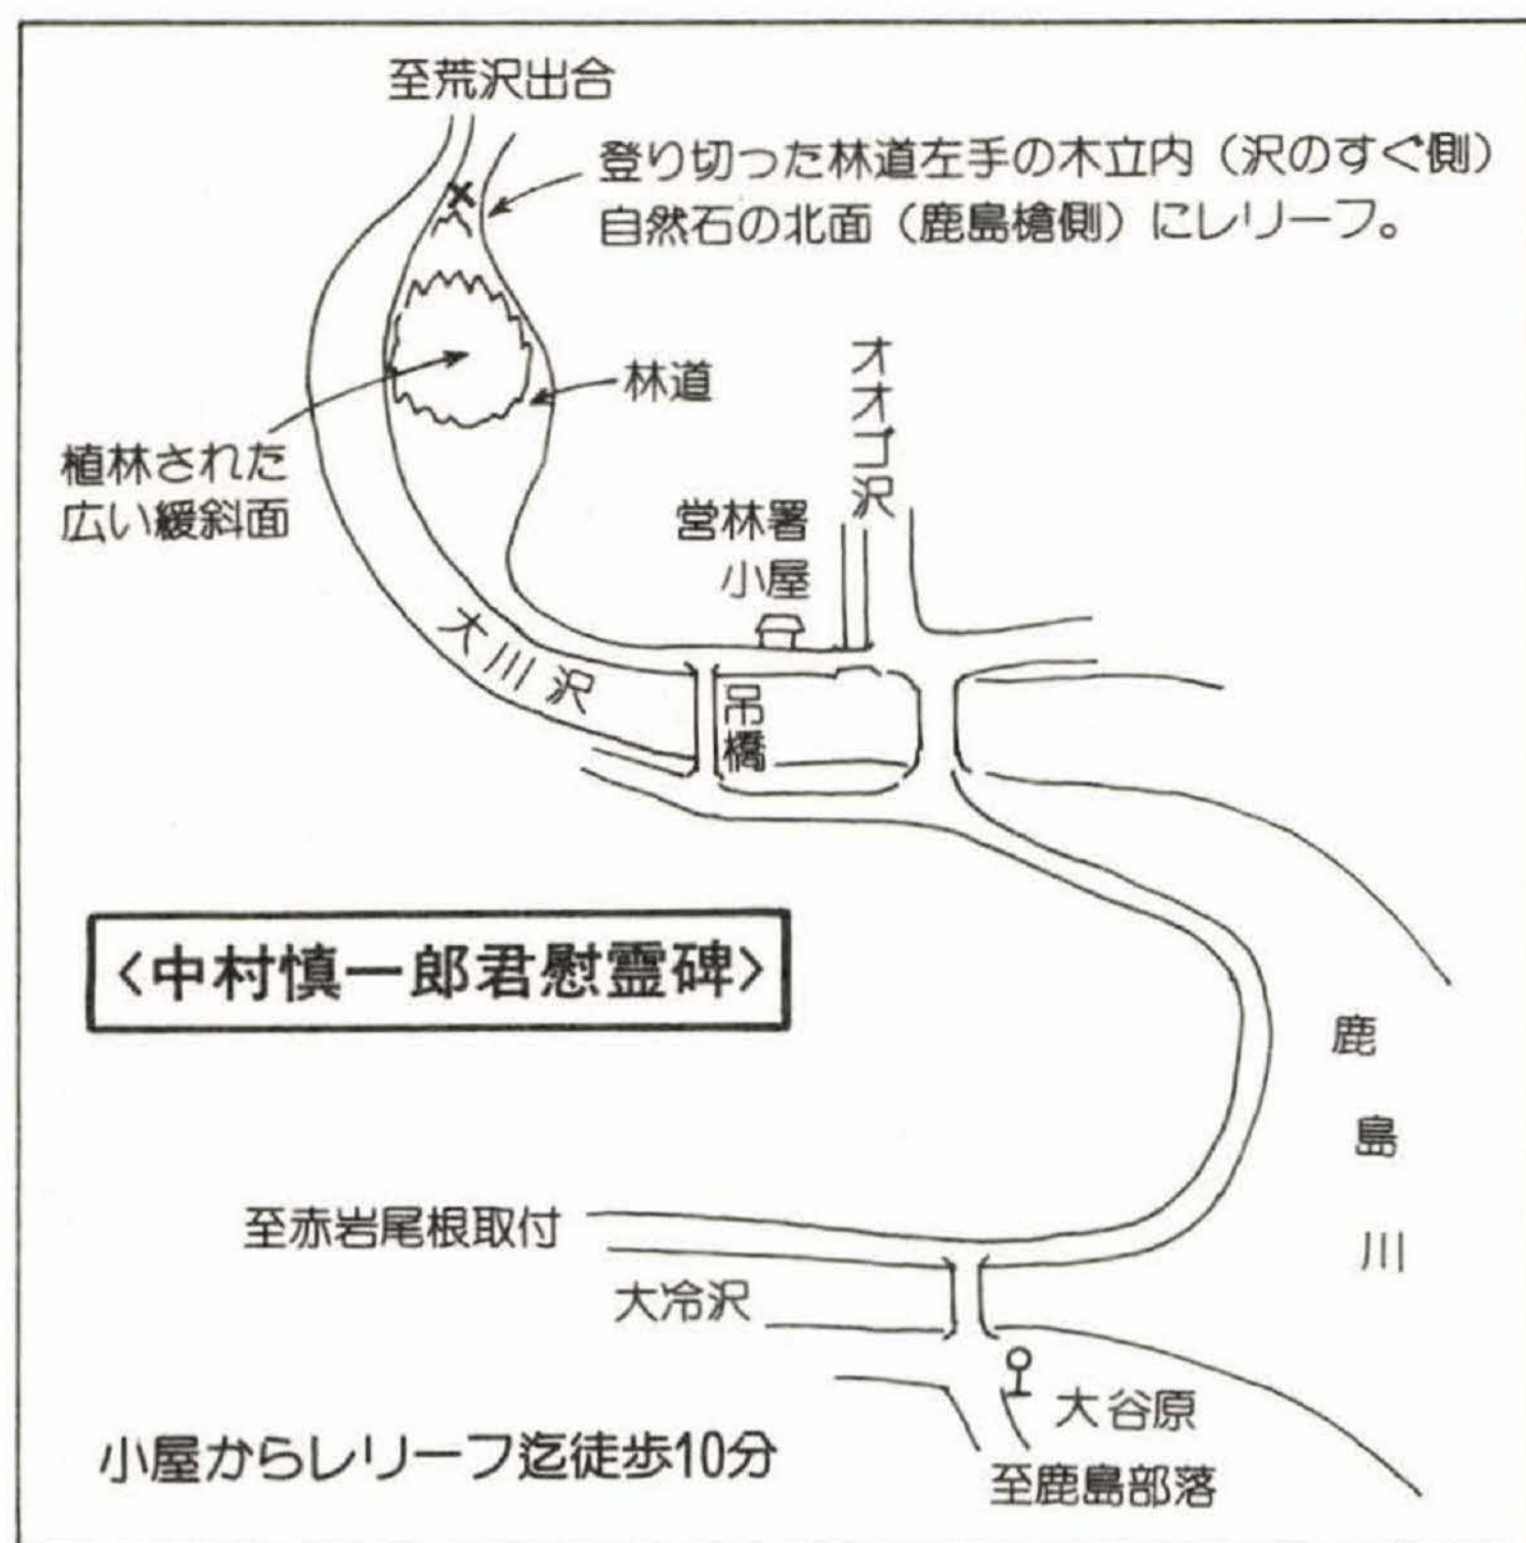 至荒沢出合
登り切った林道左手の木立内（沢のすぐ側）
自然石の北面（鹿島槍側）にレリーフ。
林道
オオゴ沢
植林された
広い緩斜面
営林署
小屋
大川沢
吊橋
<中村慎一郎君慰霊碑>
鹿島川
至赤岩尾根取付
大冷沢
大谷原
小屋からレリーフ迄徒歩10分
至鹿島部落